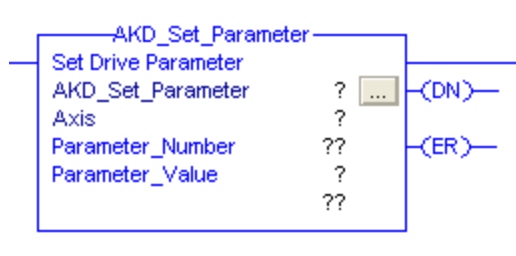 AKD_Set_Parameter
Set Drive Parameter
AKD_Set_Parameter ? ... (DN)
Axis ?
Parameter_Number ?? (ER)
Parameter_Value ?
??